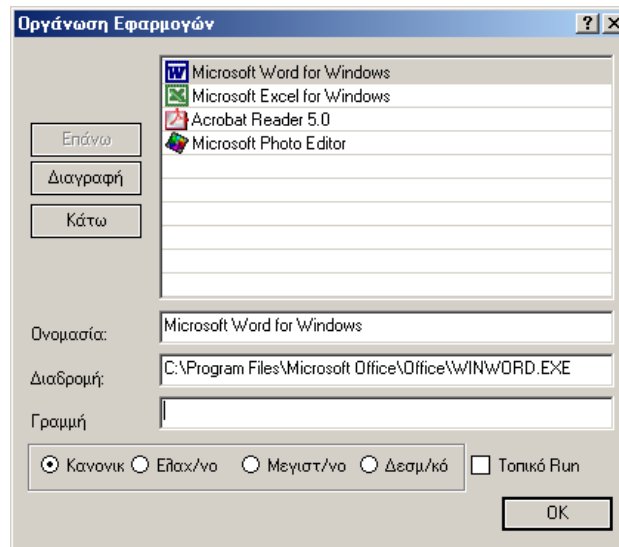 Οργάνωση Εφαρμογών
Microsoft Word for Windows
Microsoft Excel for Windows
Acrobat Reader 5.0
Microsoft Photo Editor
Επάνω
Διαγραφή
Κάτω
Ονομασία: Microsoft Word for Windows
Διαδρομή: C:\Program Files\Microsoft Office\Office\WINWORD.EXE
Γραμμή
Κανονικ Ελαχ/νο Μεγιστ/νο Δεσμ/κό Τοπικό Run
OK